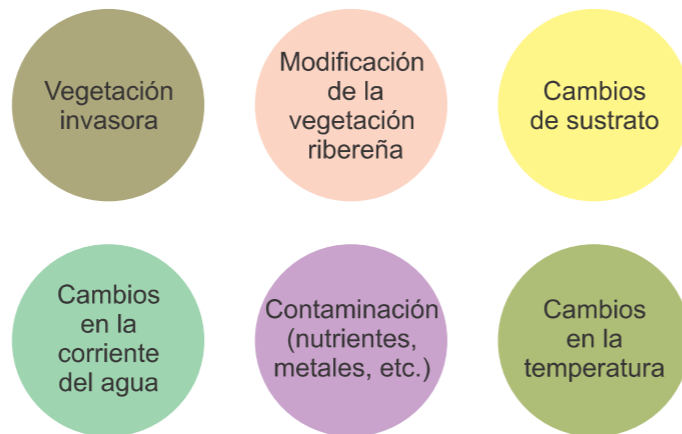 Vegetación
invasora
Modificación
de la
vegetación
ribereña
Cambios
de sustrato
Cambios
en la
corriente
del agua
Contaminación
(nutrientes,
metales, etc.)
Cambios
en la
temperatura